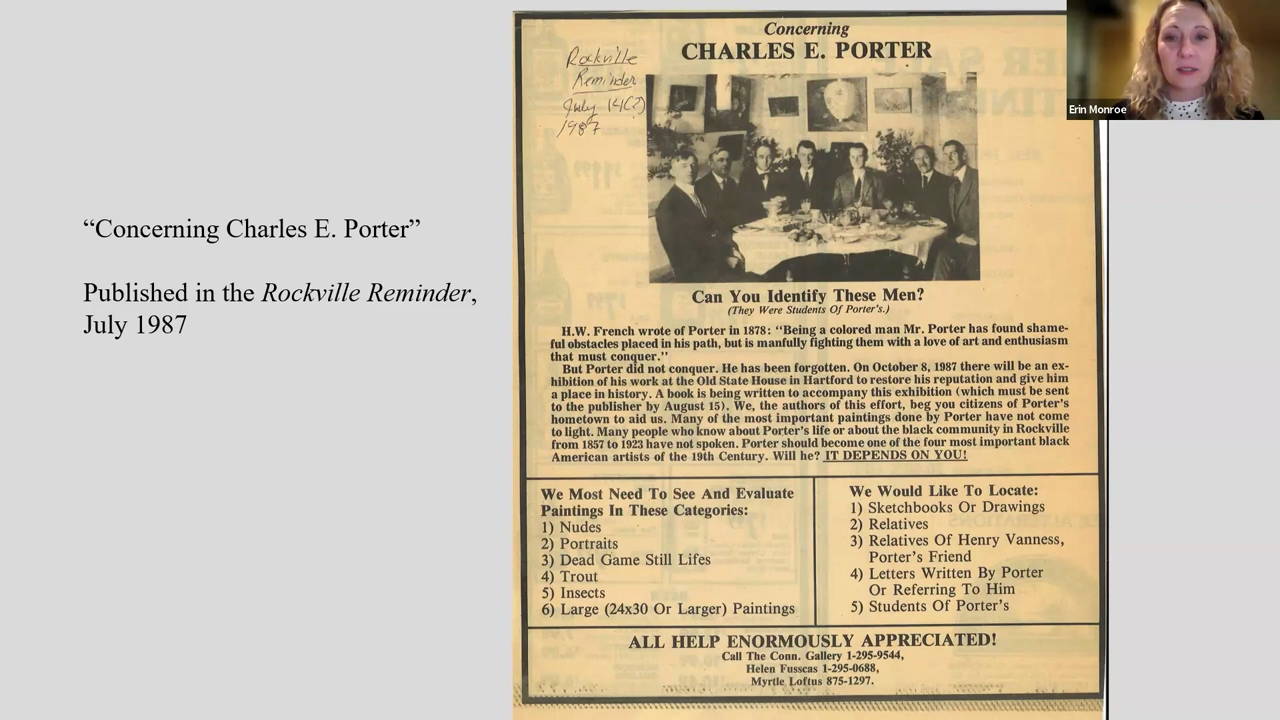 “Concerning Charles E. Porter”
Published in the Rockville Reminder,
July 1987
Concerning
CHARLES E. PORTER
Rockville
Reminder
July 14(?)
1987
Can You Identify These Men?
(They Were Students Of Porter's.)
H.W. French wrote of Porter in 1878: "Being a colored man Mr. Porter has found shame-
ful obstacles placed in his path, but is manfully fighting them with a love of art and enthusiasm
that must conquer."
But Porter did not conquer. He has been forgotten. On October 8, 1987 there will be an ex-
hibition of his work at the Old State House in Hartford to restore his reputation and give him
a place in history. A book is being written to accompany this exhibition (which must be sent
to the publisher by August 15). We, the authors of this effort, beg you citizens of Porter's
hometown to aid us. Many of the most important paintings done by Porter have not come
to light. Many people who know about Porter's life or about the black community in Rockville
from 1857 to 1923 have not spoken. Porter should become one of the four most important black
American artists of the 19th Century. Will he? IT DEPENDS ON YOU!
We Most Need To See And Evaluate
Paintings In These Categories:
1) Nudes
2) Portraits
3) Dead Game Still Lifes
4) Trout
5) Insects
6) Large (24x30 Or Larger) Paintings
We Would Like To Locate:
1) Sketchbooks Or Drawings
2) Relatives
3) Relatives Of Henry Vanness,
Porter's Friend
4) Letters Written By Porter
Or Referring To Him
5) Students Of Porter's
ALL HELP ENORMOUSLY APPRECIATED!
Call The Conn. Gallery 1-295-9544,
Helen Fusscas 1-295-0688,
Myrtle Loftus 875-1297.
Erin Monroe